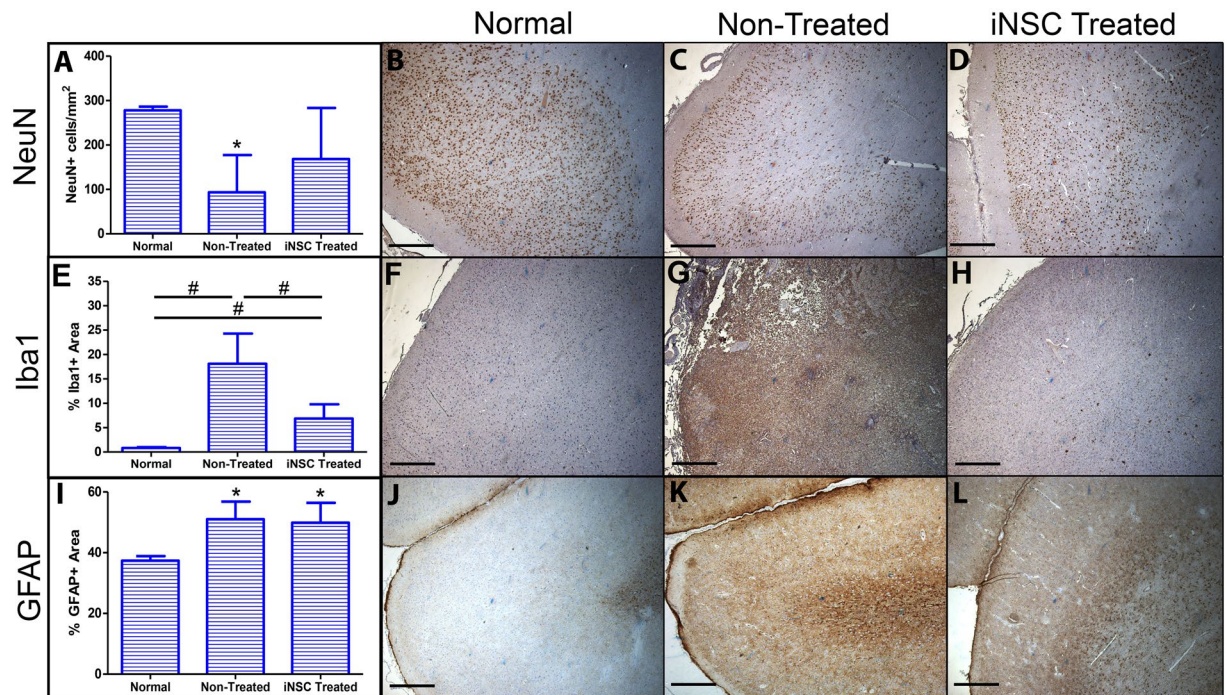 Normal Non-Treated iNSC Treated
NeuN
A
NeuN+ cells/mm²
400
300
200
100
0
*
Normal Non-Treated iNSC Treated
B
C
D
Iba1
E
% Iba1+ Area
35
30
25
20
15
10
5
0
# #
#
Normal Non-Treated iNSC Treated
F
G
H
GFAP
I
% GFAP+ Area
60
40
20
0
* *
Normal Non-Treated iNSC Treated
J
K
L